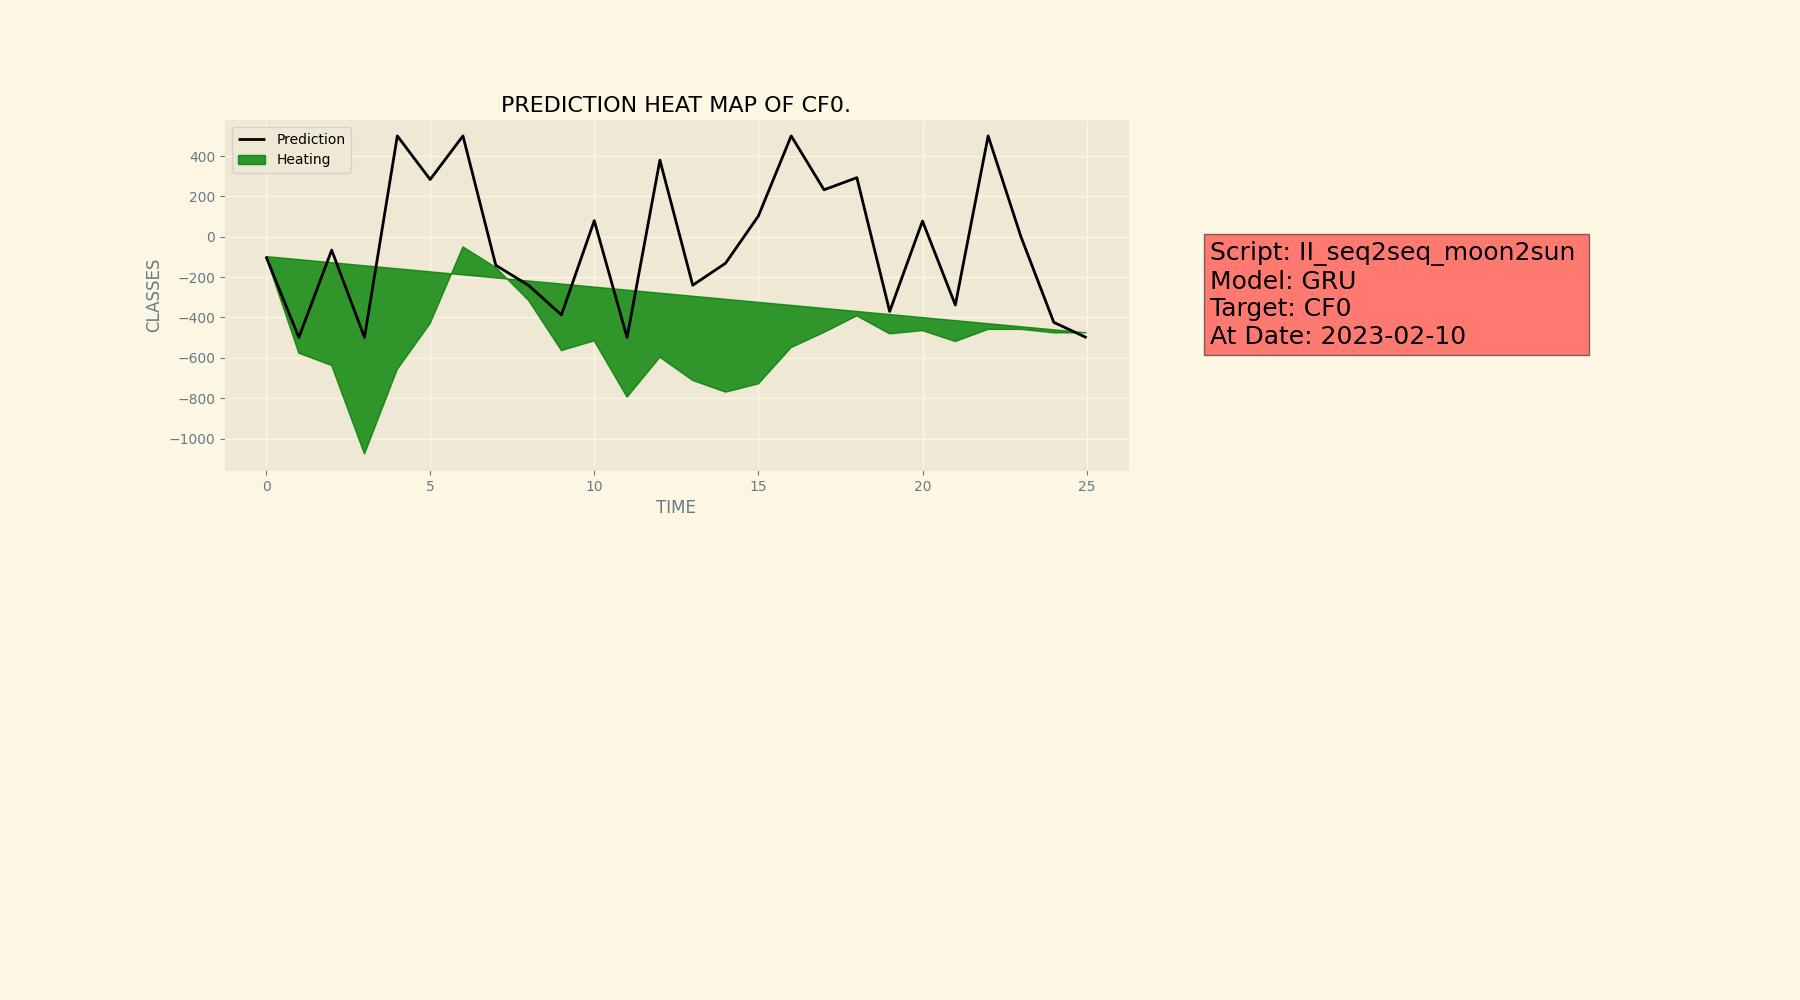 PREDICTION HEAT MAP OF CF0.
Prediction
Heating
400
200
0
−200
−400
−600
−800
−1000
CLASSES
0 5 10 15 20 25
TIME
Script: II_seq2seq_moon2sun
Model: GRU
Target: CF0
At Date: 2023-02-10